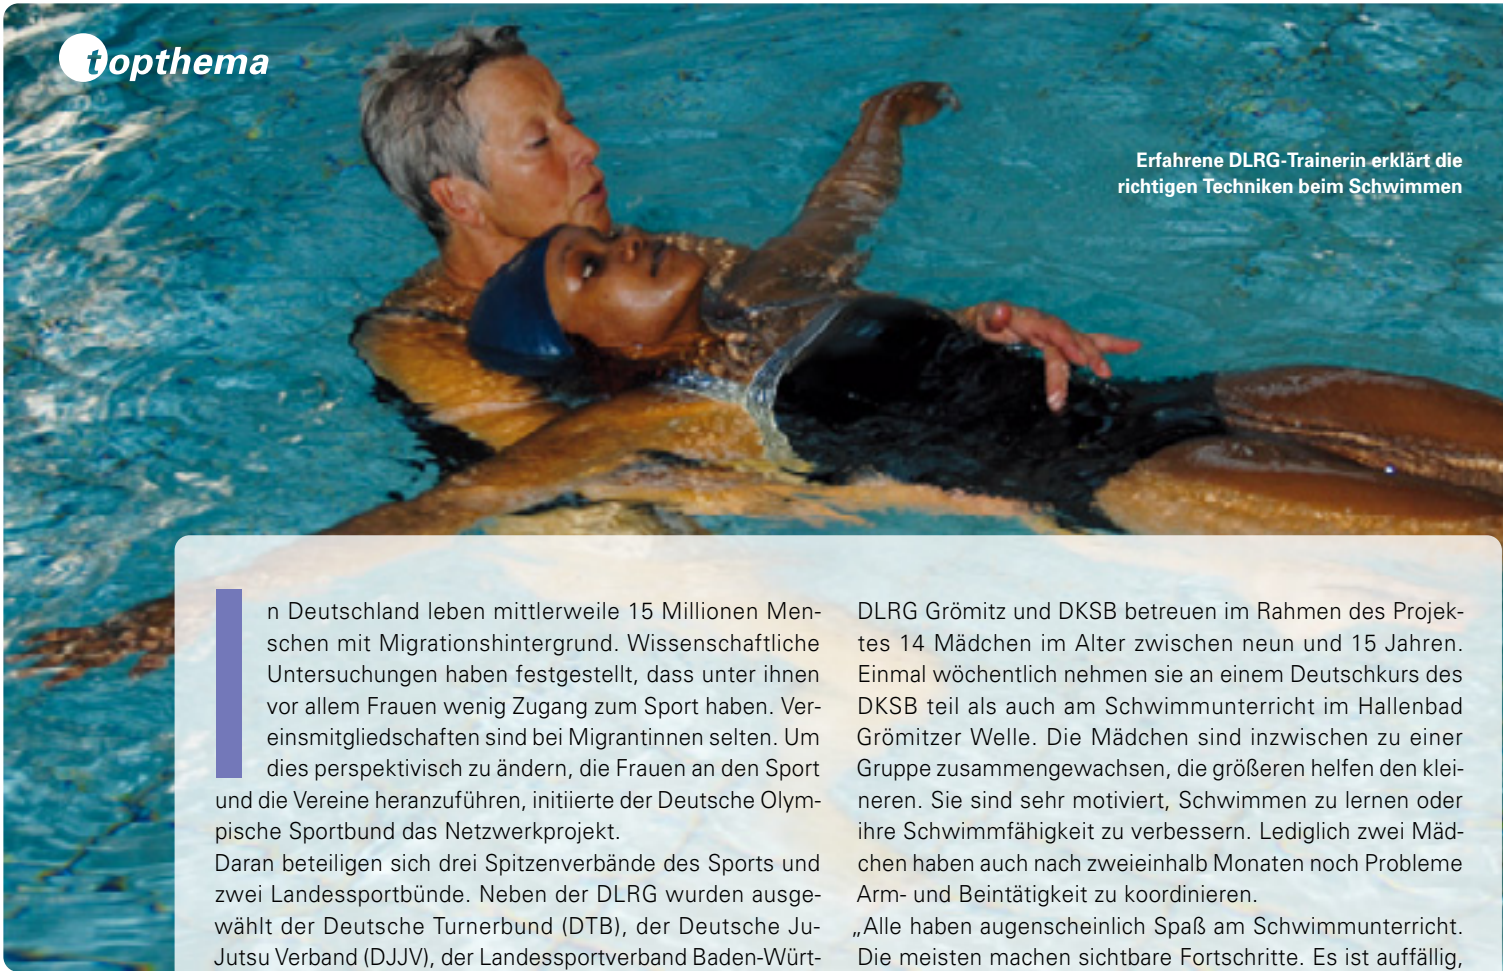 topthema
Erfahrene DLRG-Trainerin erklärt die
richtigen Techniken beim Schwimmen
In Deutschland leben mittlerweile 15 Millionen Men-
schen mit Migrationshintergrund. Wissenschaftliche
Untersuchungen haben festgestellt, dass unter ihnen
vor allem Frauen wenig Zugang zum Sport haben. Ver-
einsmitgliedschaften sind bei Migrantinnen selten. Um
dies perspektivisch zu ändern, die Frauen an den Sport
und die Vereine heranzuführen, initiierte der Deutsche Olym-
pische Sportbund das Netzwerkprojekt.
Daran beteiligen sich drei Spitzenverbände des Sports und
zwei Landessportbünde. Neben der DLRG wurden ausge-
wählt der Deutsche Turnerbund (DTB), der Deutsche Ju-
Jutsu Verband (DJJV), der Landessportverband Baden-Würt-
DLRG Grömitz und DKSB betreuen im Rahmen des Projek-
tes 14 Mädchen im Alter zwischen neun und 15 Jahren.
Einmal wöchentlich nehmen sie an einem Deutschkurs des
DKSB teil als auch am Schwimmunterricht im Hallenbad
Grömitzer Welle. Die Mädchen sind inzwischen zu einer
Gruppe zusammengewachsen, die größeren helfen den klei-
neren. Sie sind sehr motiviert, Schwimmen zu lernen oder
ihre Schwimmfähigkeit zu verbessern. Lediglich zwei Mäd-
chen haben auch nach zweieinhalb Monaten noch Probleme
Arm- und Beintätigkeit zu koordinieren.
„Alle haben augenscheinlich Spaß am Schwimmunterricht.
Die meisten machen sichtbare Fortschritte. Es ist auffällig,